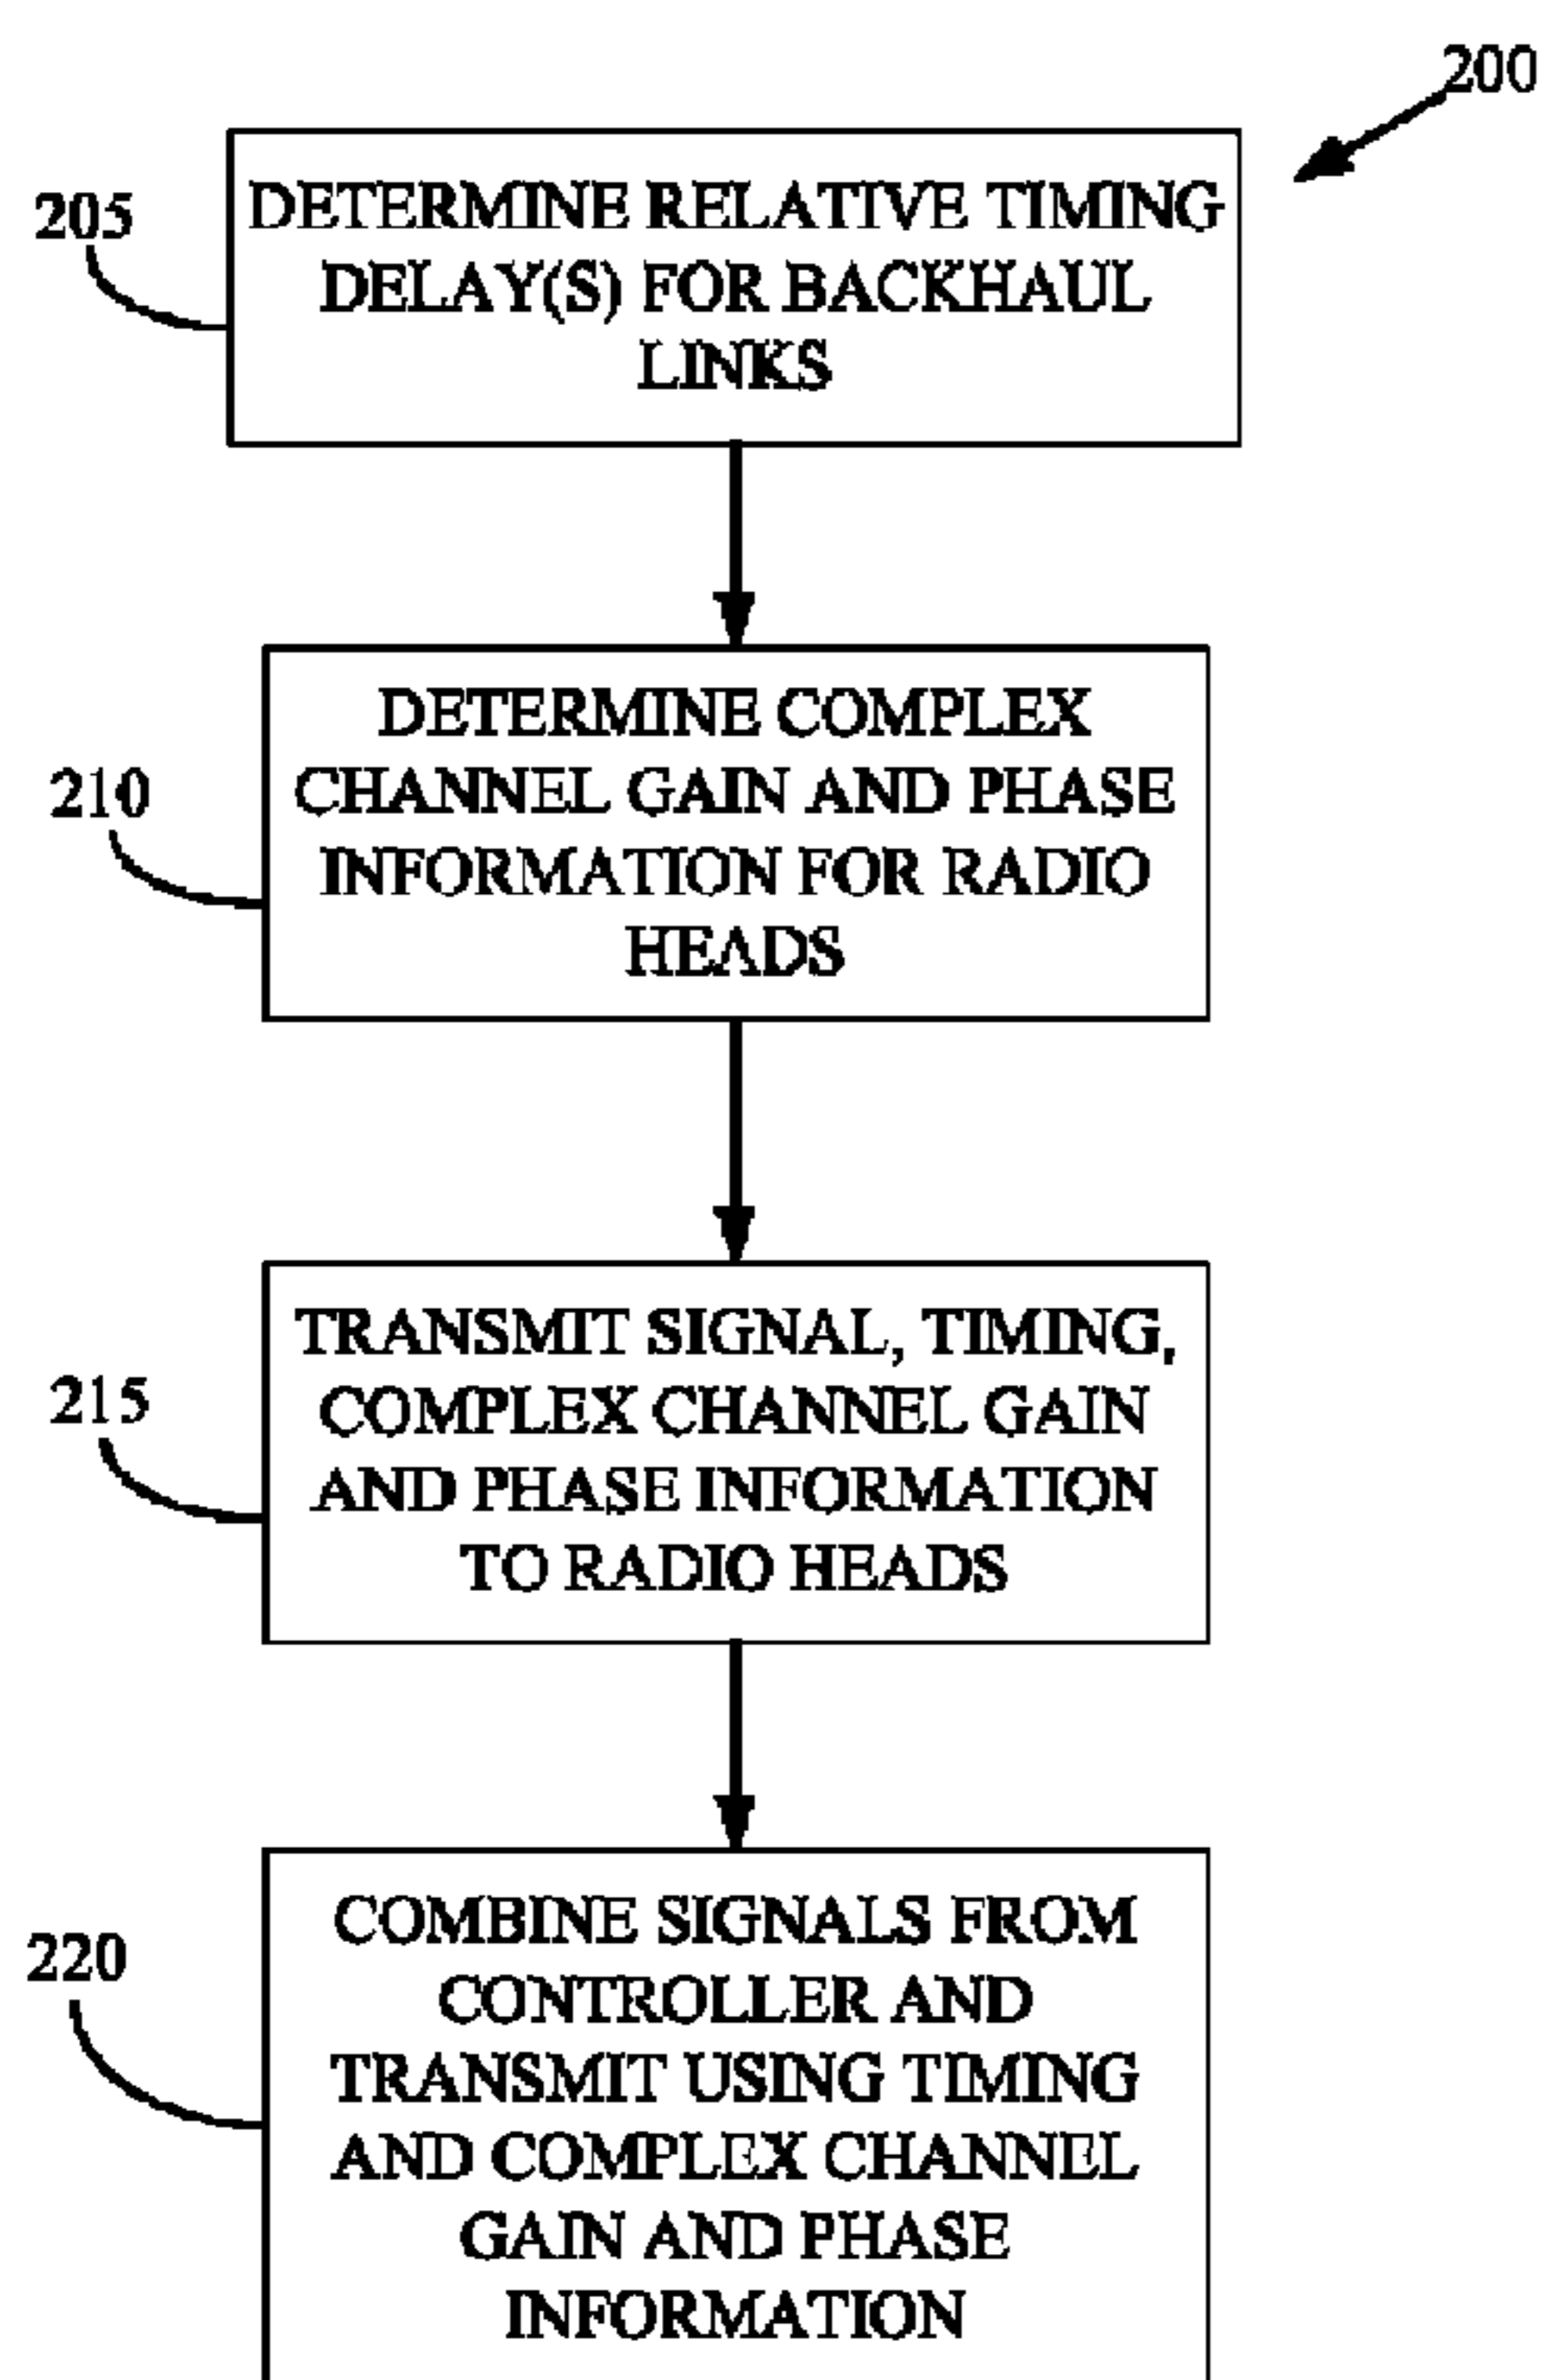 200
205
DETERMINE RELATIVE TIMING
DELAY(S) FOR BACKHAUL
LINKS
210
DETERMINE COMPLEX
CHANNEL GAIN AND PHASE
INFORMATION FOR RADIO
HEADS
215
TRANSMIT SIGNAL, TIMING,
COMPLEX CHANNEL GAIN
AND PHASE INFORMATION
TO RADIO HEADS
220
COMBINE SIGNALS FROM
CONTROLLER AND
TRANSMIT USING TIMING
AND COMPLEX CHANNEL
GAIN AND PHASE
INFORMATION